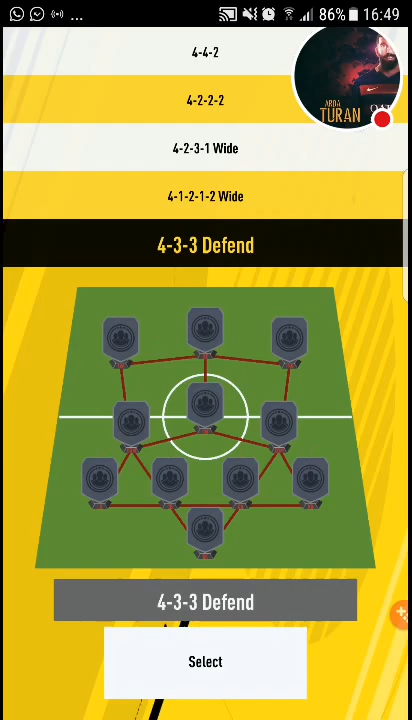 ... 86% 16:49
4-4-2
4-2-2-2
4-2-3-1 Wide
4-1-2-1-2 Wide
ARDA
TURAN
4-3-3 Defend
4-3-3 Defend
Select